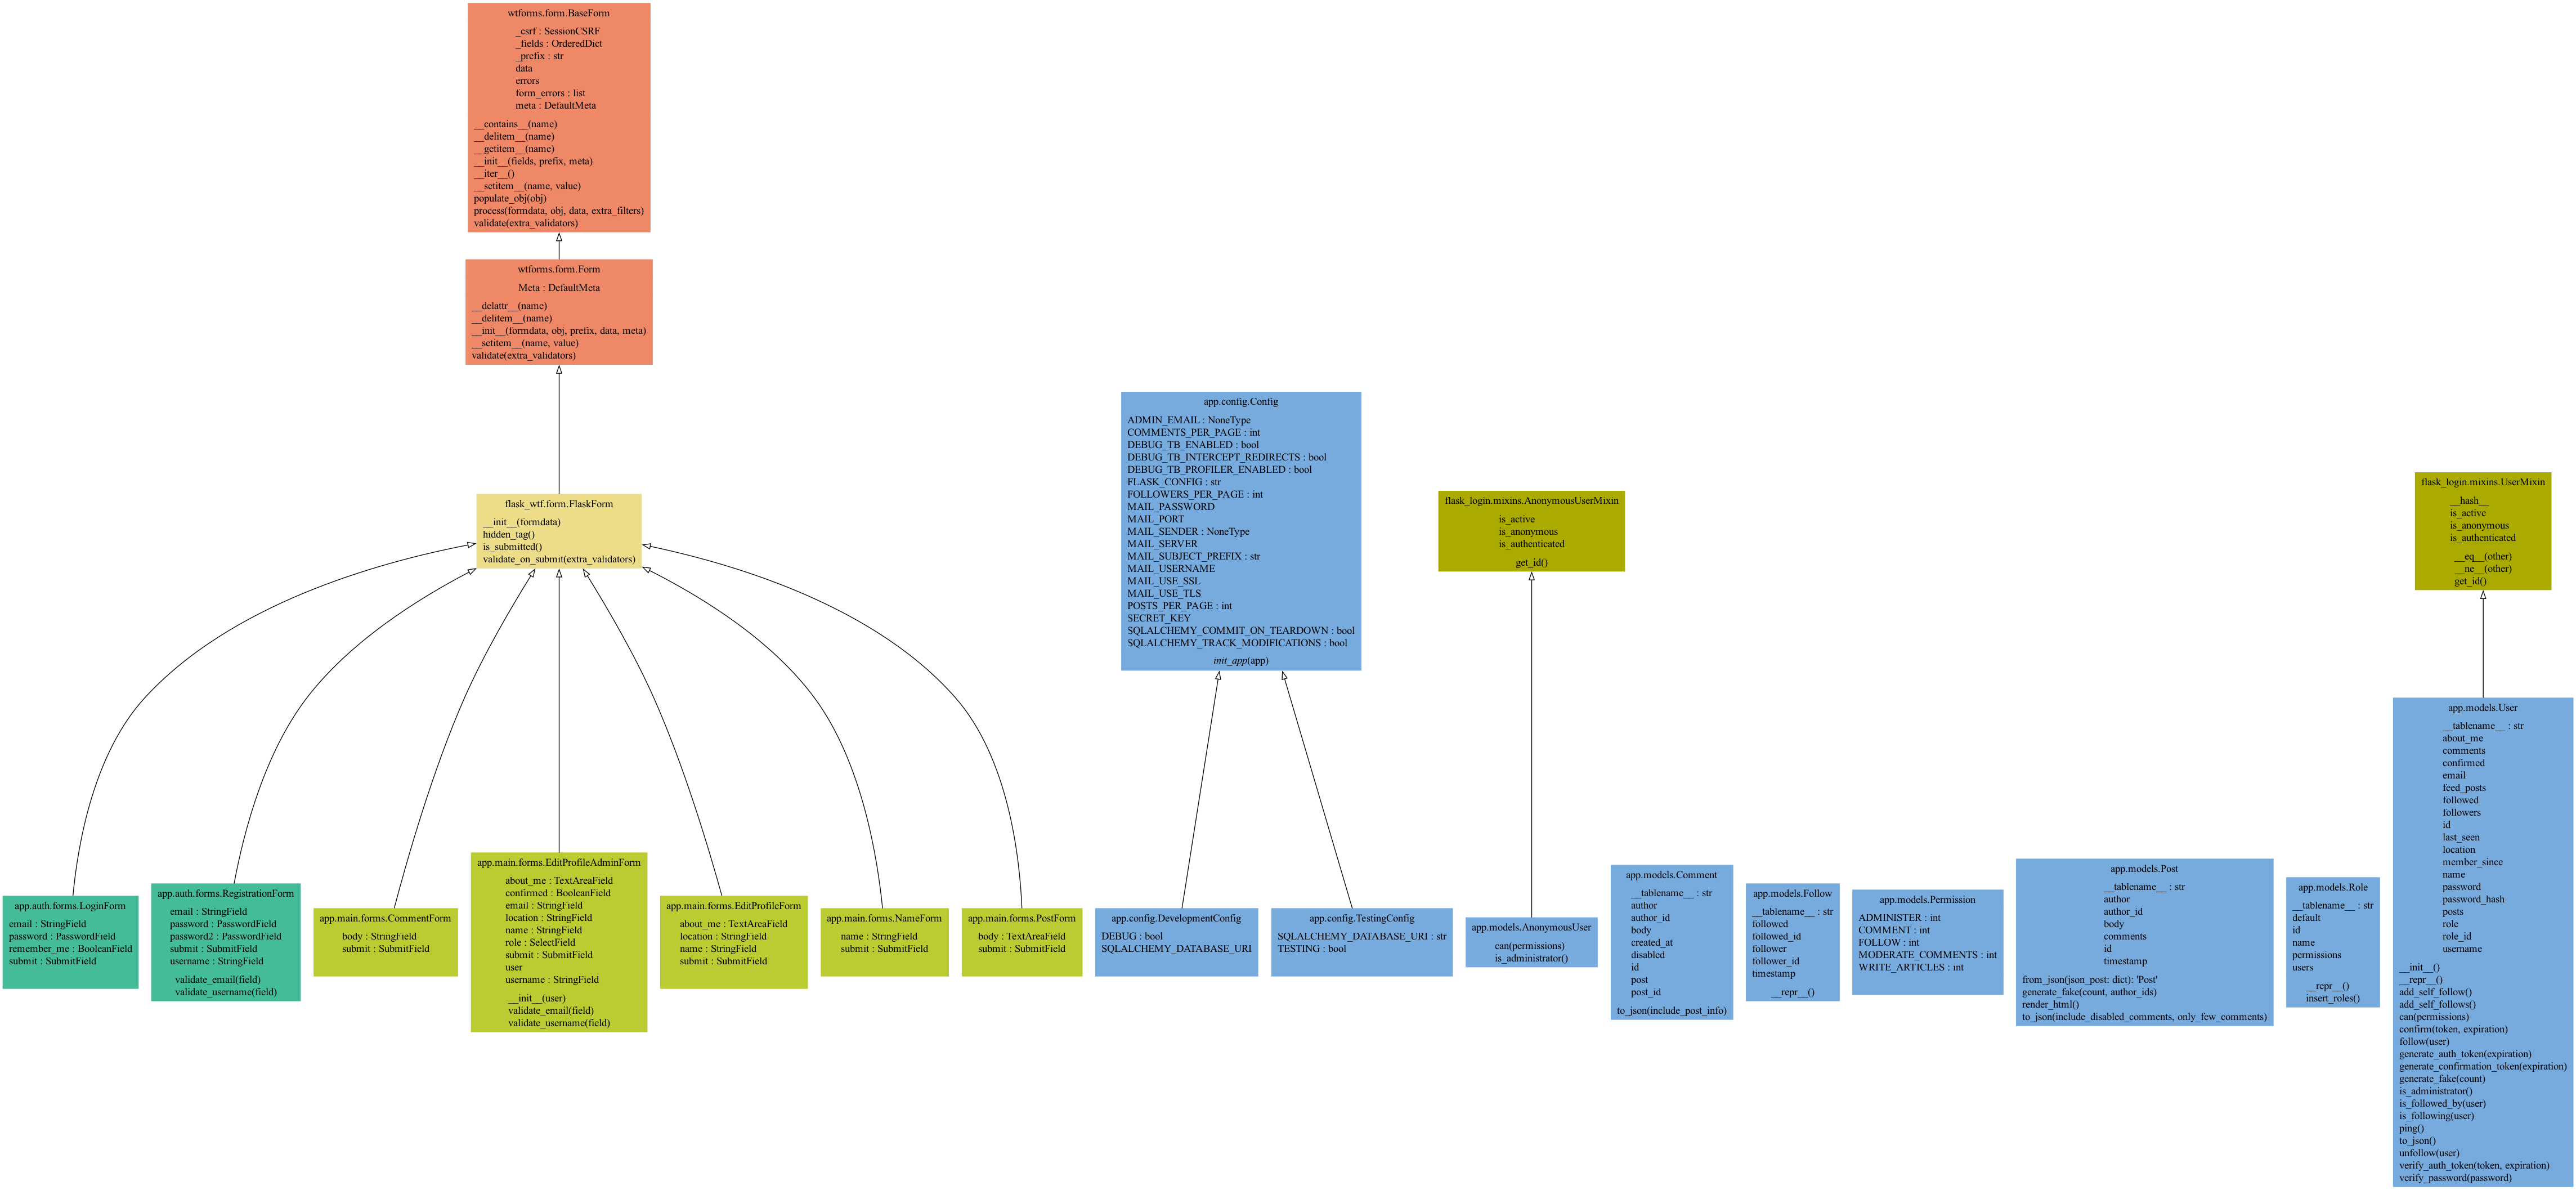 wtforms.form.BaseForm
_csrf : SessionCSRF
_fields : OrderedDict
_prefix : str
data
errors
form_errors : list
meta : DefaultMeta
__contains__(name)
__delitem__(name)
__getitem__(name)
__init__(fields, prefix, meta)
__iter__()
__setitem__(name, value)
populate_obj(obj)
process(formdata, obj, data, extra_filters)
validate(extra_validators)
wtforms.form.Form
Meta : DefaultMeta
__delattr__(name)
__delitem__(name)
__init__(formdata, obj, prefix, data, meta)
__setitem__(name, value)
validate(extra_validators)
flask_wtf.form.FlaskForm
__init__(formdata)
hidden_tag()
is_submitted()
validate_on_submit(extra_validators)
app.config.Config
ADMIN_EMAIL : NoneType
COMMENTS_PER_PAGE : int
DEBUG_TB_ENABLED : bool
DEBUG_TB_INTERCEPT_REDIRECTS : bool
DEBUG_TB_PROFILER_ENABLED : bool
FLASK_CONFIG : str
FOLLOWERS_PER_PAGE : int
MAIL_PASSWORD
MAIL_PORT
MAIL_SENDER : NoneType
MAIL_SERVER
MAIL_SUBJECT_PREFIX : str
MAIL_USERNAME
MAIL_USE_SSL
MAIL_USE_TLS
POSTS_PER_PAGE : int
SECRET_KEY
SQLALCHEMY_COMMIT_ON_TEARDOWN : bool
SQLALCHEMY_TRACK_MODIFICATIONS : bool
init_app(app)
flask_login.mixins.AnonymousUserMixin
is_active
is_anonymous
is_authenticated
get_id()
flask_login.mixins.UserMixin
__hash__
is_active
is_anonymous
is_authenticated
__eq__(other)
__ne__(other)
get_id()
app.auth.forms.LoginForm
email : StringField
password : PasswordField
remember_me : BooleanField
submit : SubmitField
app.auth.forms.RegistrationForm
email : StringField
password : PasswordField
password2 : PasswordField
submit : SubmitField
username : StringField
validate_email(field)
validate_username(field)
app.main.forms.CommentForm
body : StringField
submit : SubmitField
app.main.forms.EditProfileAdminForm
about_me : TextAreaField
confirmed : BooleanField
email : StringField
location : StringField
name : StringField
role : SelectField
submit : SubmitField
user
username : StringField
__init__(user)
validate_email(field)
validate_username(field)
app.main.forms.EditProfileForm
about_me : TextAreaField
location : StringField
name : StringField
submit : SubmitField
app.main.forms.NameForm
name : StringField
submit : SubmitField
app.main.forms.PostForm
body : TextAreaField
submit : SubmitField
app.config.DevelopmentConfig
DEBUG : bool
SQLALCHEMY_DATABASE_URI
app.config.TestingConfig
SQLALCHEMY_DATABASE_URI : str
TESTING : bool
app.models.AnonymousUser
can(permissions)
is_administrator()
app.models.Comment
__tablename__ : str
author
author_id
body
created_at
disabled
id
post
post_id
to_json(include_post_info)
app.models.Follow
__tablename__ : str
followed
followed_id
follower
follower_id
timestamp
__repr__()
app.models.Permission
ADMINISTER : int
COMMENT : int
FOLLOW : int
MODERATE_COMMENTS : int
WRITE_ARTICLES : int
app.models.Post
__tablename__ : str
author
author_id
body
comments
id
timestamp
from_json(json_post: dict): 'Post'
generate_fake(count, author_ids)
render_html()
to_json(include_disabled_comments, only_few_comments)
app.models.Role
__tablename__ : str
default
id
name
permissions
users
__repr__()
insert_roles()
app.models.User
__tablename__ : str
about_me
comments
confirmed
email
feed_posts
followed
followers
id
last_seen
location
member_since
name
password
password_hash
posts
role
role_id
username
__init__()
__repr__()
add_self_follow()
add_self_follows()
can(permissions)
confirm(token, expiration)
follow(user)
generate_auth_token(expiration)
generate_confirmation_token(expiration)
generate_fake(count)
is_administrator()
is_followed_by(user)
is_following(user)
ping()
to_json()
unfollow(user)
verify_auth_token(token, expiration)
verify_password(password)